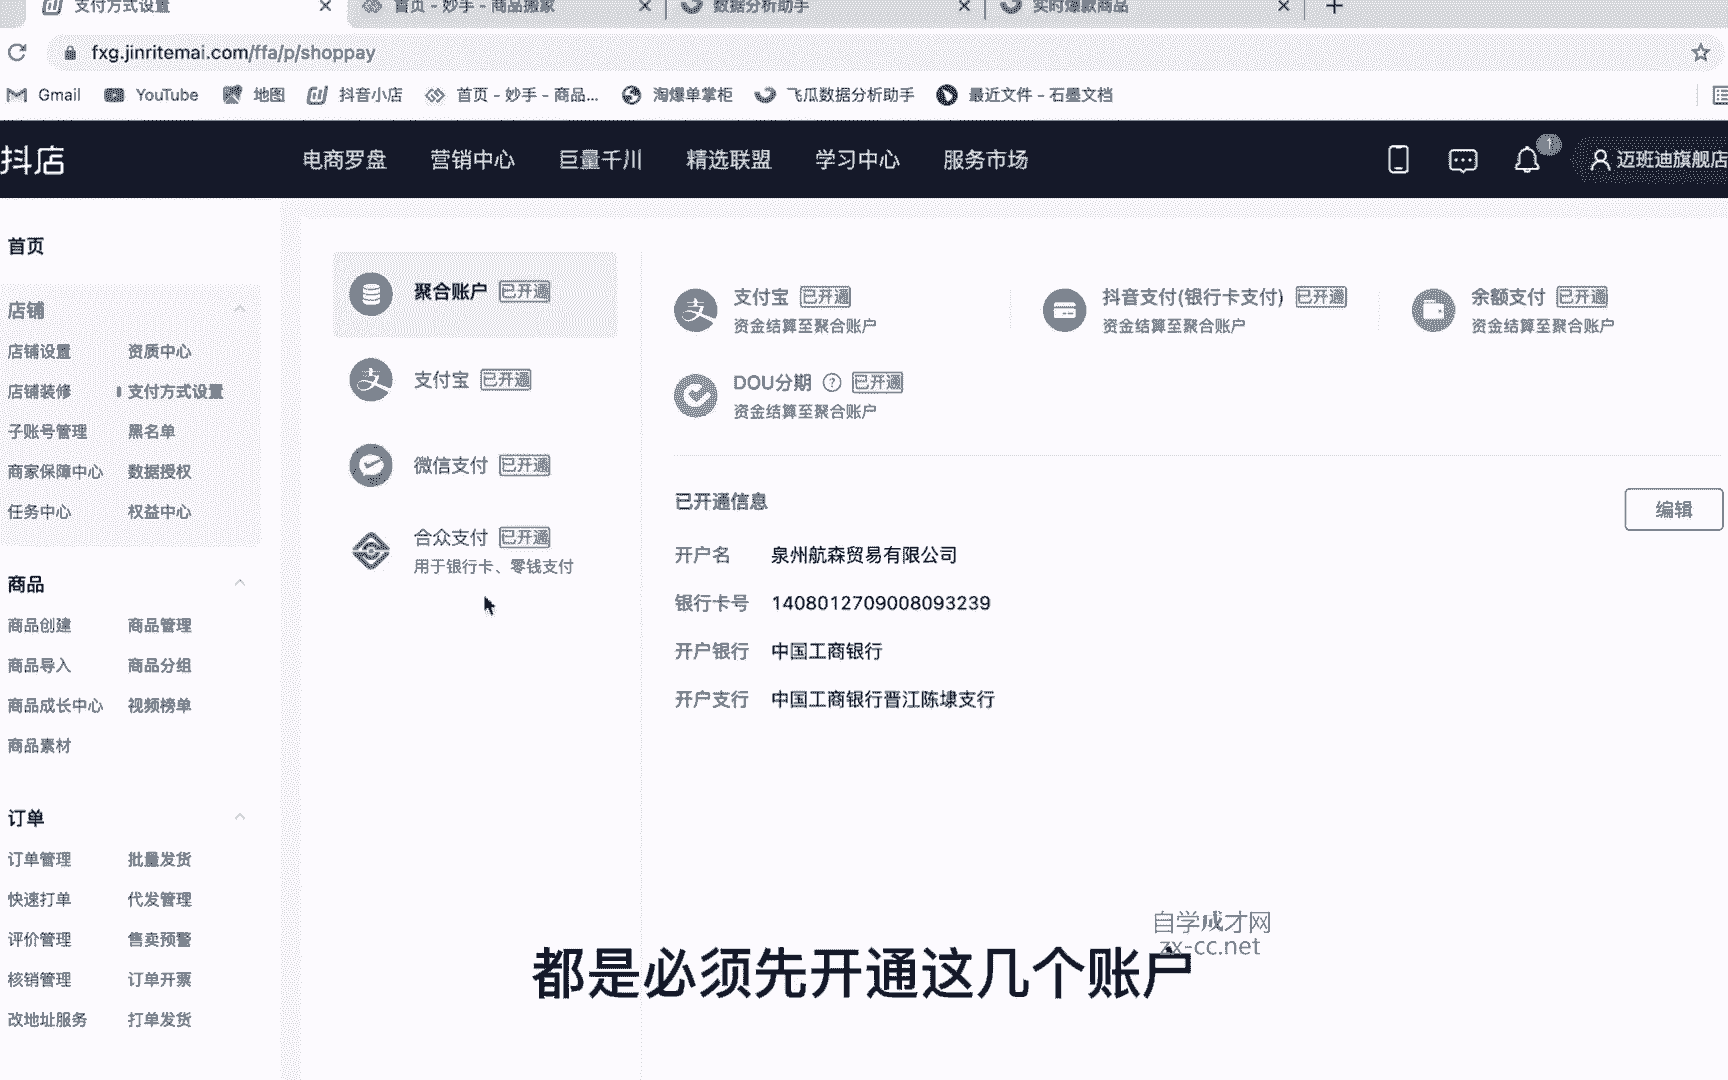 支付方式设置
首页 - 妙手 - 商品搬家
数据分析助手
实时爆款商品
fxg.jinritemai.com/ffa/p/shoppay
Gmail
YouTube
地图
抖音小店
首页 - 妙手 - 商品...
淘爆单掌柜
飞瓜数据分析助手
最近文件 - 石墨文档
抖店
电商罗盘
营销中心
巨量千川
精选联盟
学习中心
服务市场
1
迈班迪旗舰店
首页
店铺
店铺设置
资质中心
店铺装修
支付方式设置
子账号管理
黑名单
商家保障中心
数据授权
任务中心
权益中心
商品
商品创建
商品管理
商品导入
商品分组
商品成长中心
视频榜单
商品素材
订单
订单管理
批量发货
快速打单
代发管理
评价管理
售卖预警
核销管理
订单开票
改地址服务
打单发货
聚合账户 已开通
支付宝 已开通
微信支付 已开通
合众支付 已开通
用于银行卡、零钱支付
支付宝 已开通
资金结算至聚合账户
抖音支付(银行卡支付) 已开通
资金结算至聚合账户
余额支付 已开通
资金结算至聚合账户
DOU分期 ? 已开通
资金结算至聚合账户
已开通信息
编辑
开户名 泉州航森贸易有限公司
银行卡号 1408012709008093239
开户银行 中国工商银行
开户支行 中国工商银行晋江陈埭支行
自学成才网
zx-cc.net
都是必须先开通这几个账户